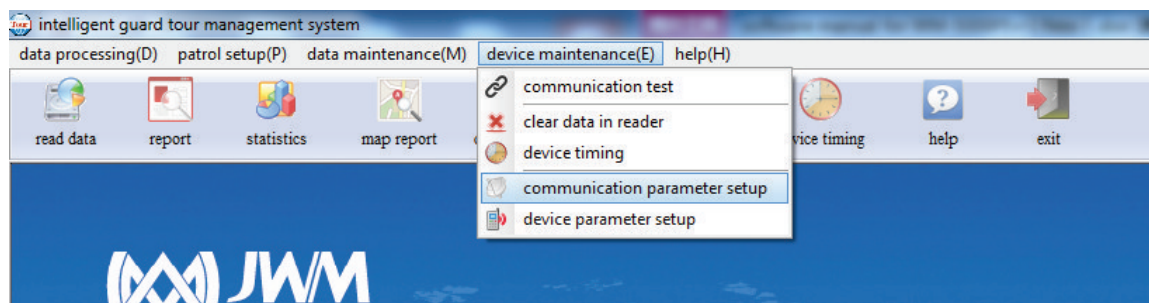 intelligent guard tour management system
data processing(D) patrol setup(P) data maintenance(M) device maintenance(E) help(H)
communication test
clear data in reader
device timing
communication parameter setup
device parameter setup
read data report statistics map report vice timing help exit
JWM